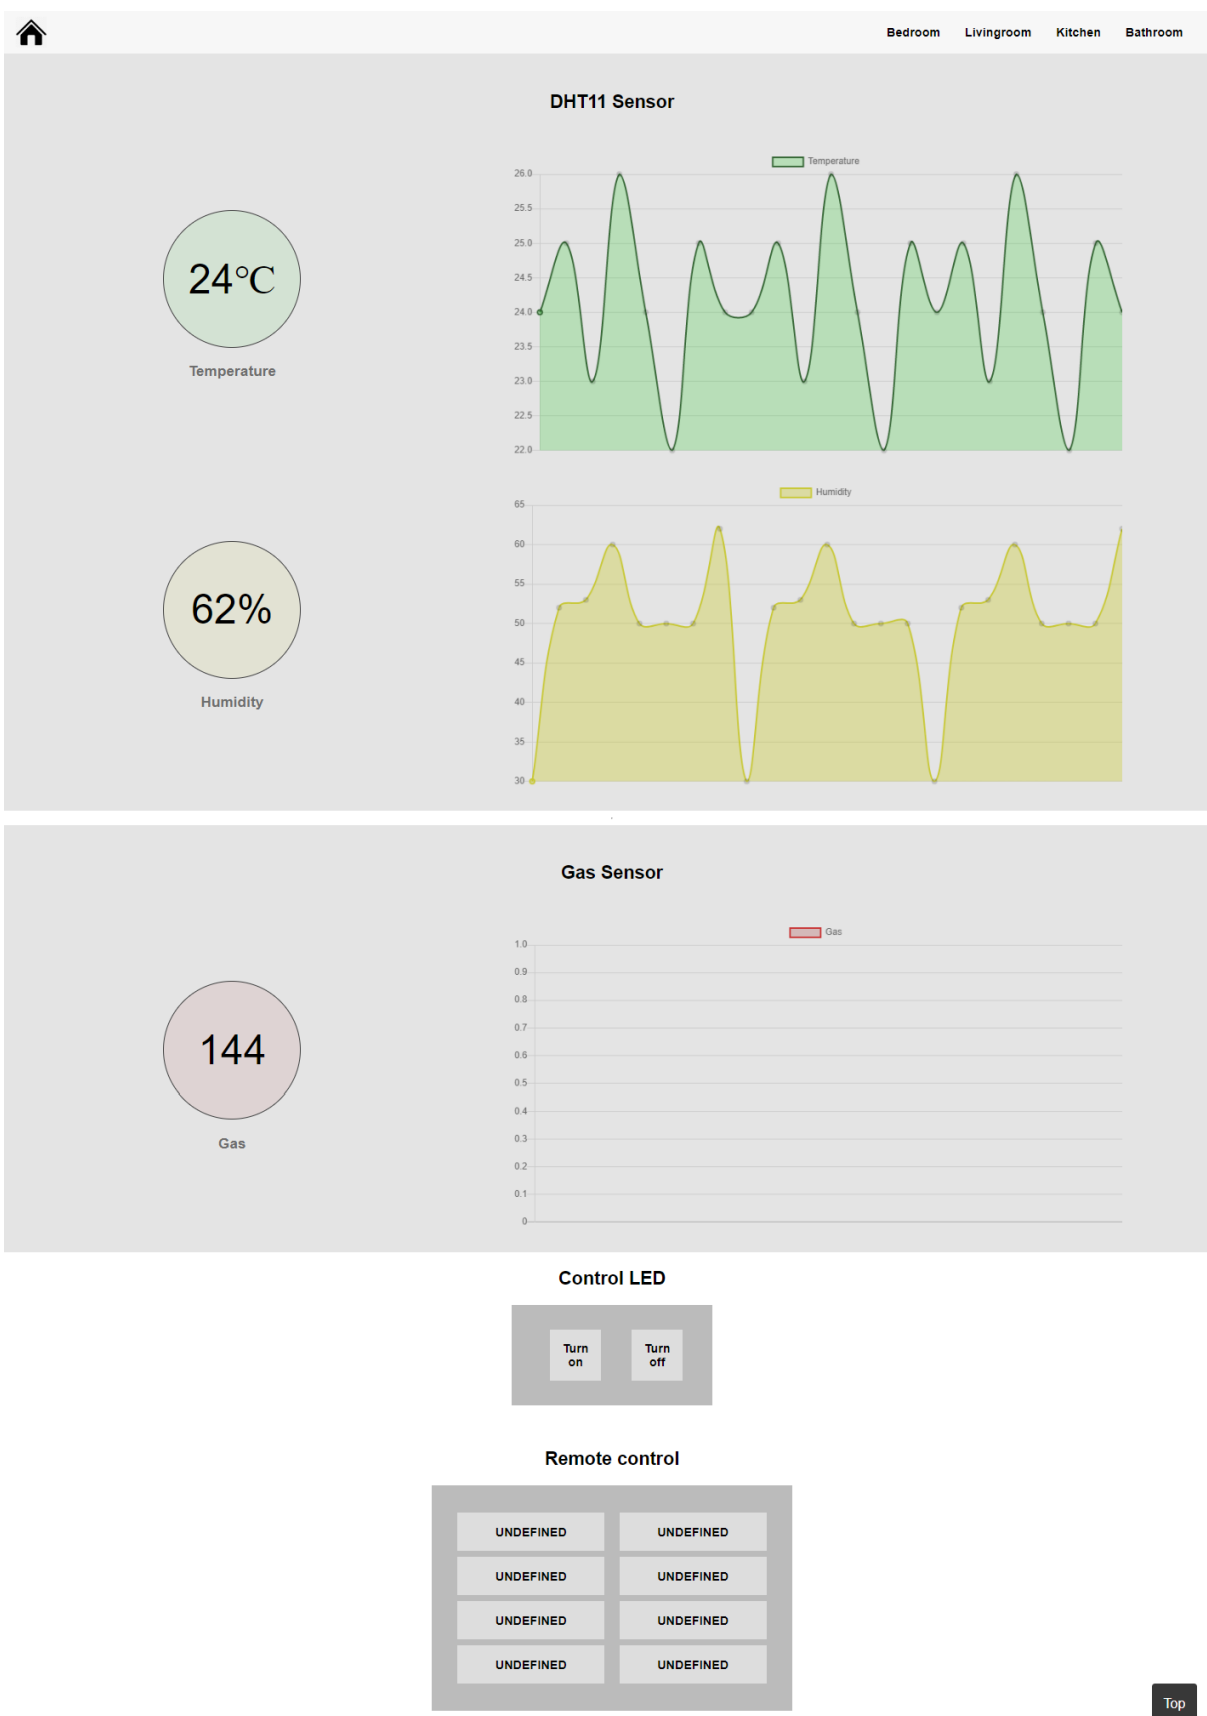 Bedroom Livingroom Kitchen Bathroom
DHT11 Sensor
Temperature
26.0
25.5
25.0
24.5
24.0
23.5
23.0
22.5
22.0
24°C
Temperature
Humidity
65
60
55
50
45
40
35
30
62%
Humidity
Gas Sensor
Gas
1.0
0.9
0.8
0.7
0.6
0.5
0.4
0.3
0.2
0.1
0
144
Gas
Control LED
Turn on
Turn off
Remote control
UNDEFINED UNDEFINED
UNDEFINED UNDEFINED
UNDEFINED UNDEFINED
UNDEFINED UNDEFINED
Top